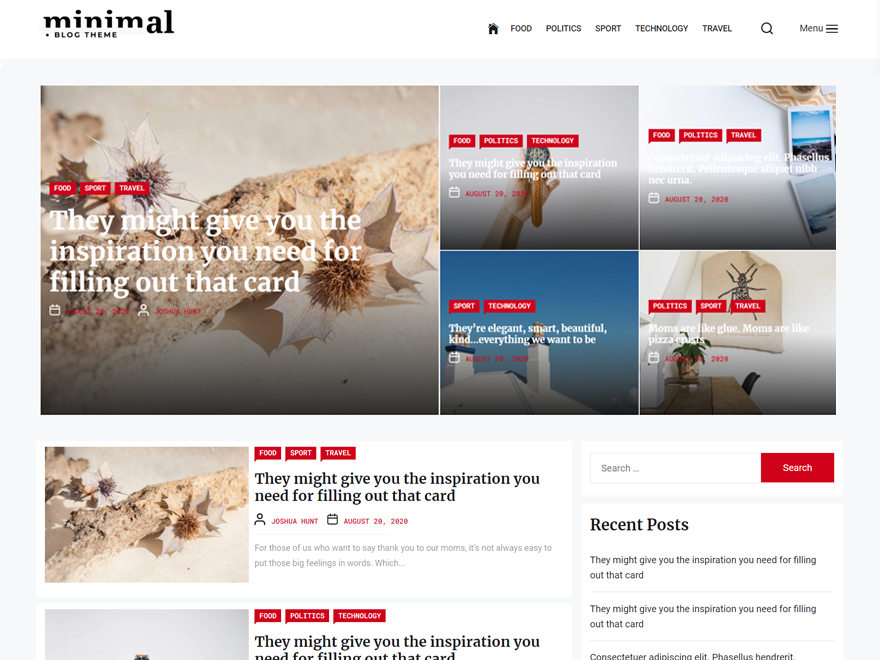 minimal
• BLOG THEME
FOOD POLITICS SPORT TECHNOLOGY TRAVEL
Menu
FOOD SPORT TRAVEL
They might give you the
inspiration you need for
filling out that card
AUGUST 20, 2020 JOSHUA HUNT
FOOD POLITICS TECHNOLOGY
They might give you the inspiration
you need for filling out that card
AUGUST 20, 2020
FOOD POLITICS TRAVEL
Consectetuer adipiscing elit. Phasellus
hendrerit. Pellentesque aliquet nibh
nec urna.
AUGUST 20, 2020
SPORT TECHNOLOGY
They're elegant, smart, beautiful,
kind...everything we want to be
AUGUST 20, 2020
POLITICS SPORT TRAVEL
Moms are like glue. Moms are like
pizza crusts
AUGUST 20, 2020
FOOD SPORT TRAVEL
They might give you the inspiration you
need for filling out that card
JOSHUA HUNT AUGUST 20, 2020
For those of us who want to say thank you to our moms, it's not always easy to
put those big feelings in words. Which...
FOOD POLITICS TECHNOLOGY
They might give you the inspiration you
need for filling out that card
Search ...
Search
Recent Posts
They might give you the inspiration you need for filling
out that card
They might give you the inspiration you need for filling
out that card
Consectetuer adipiscing elit. Phasellus hendrerit.